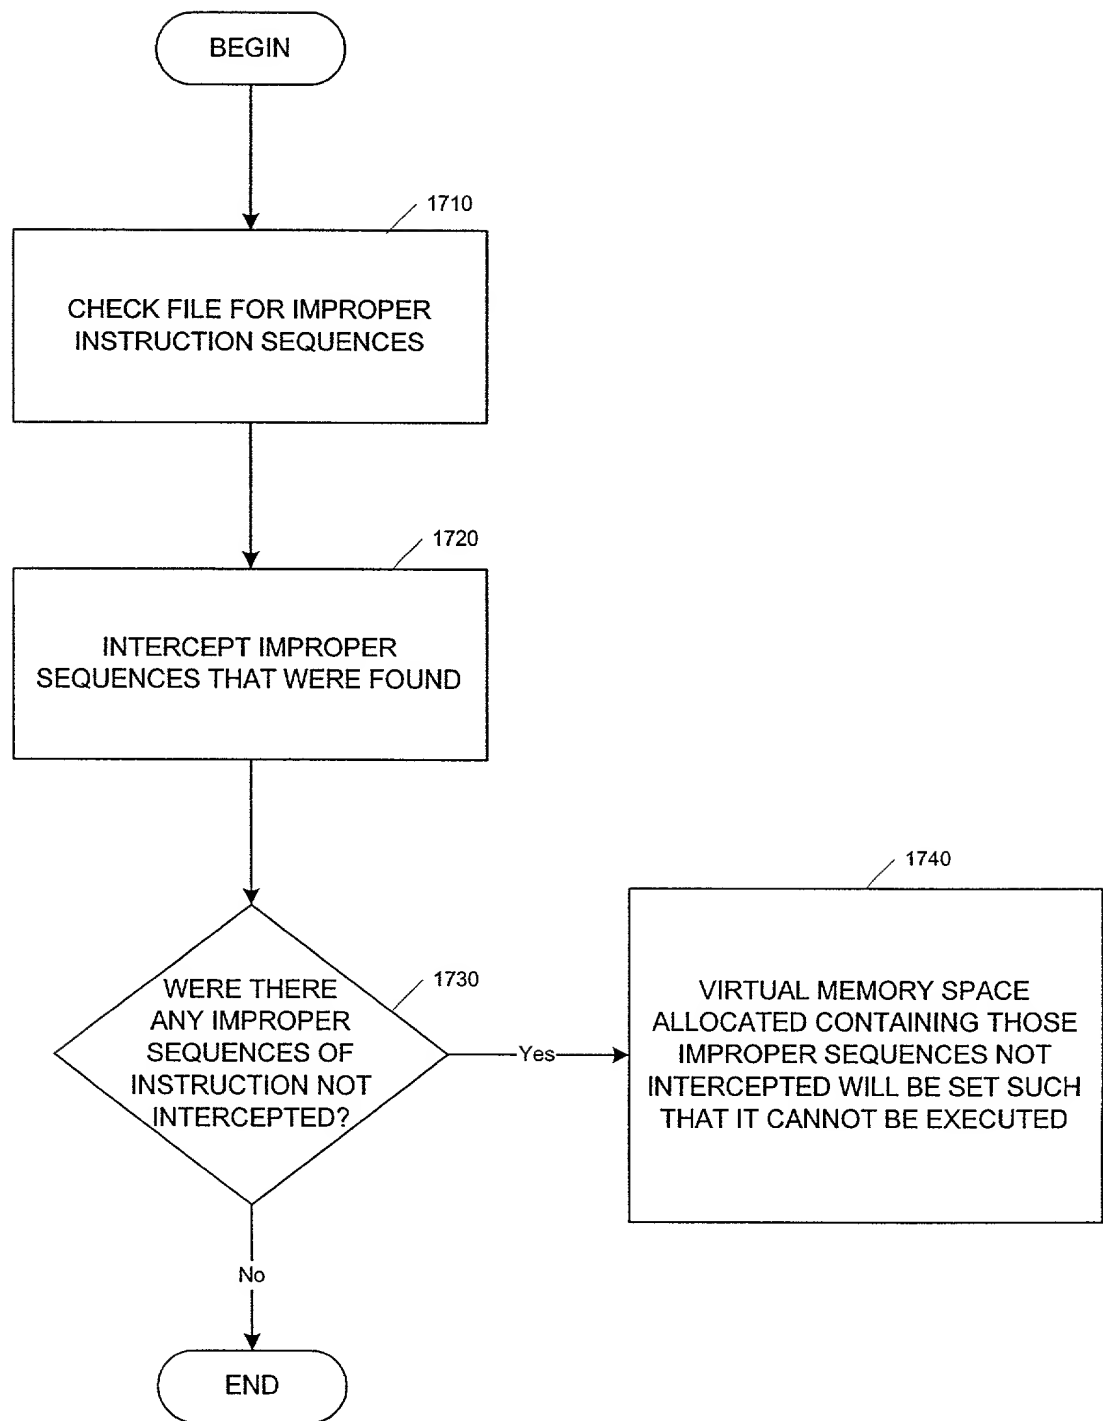 BEGIN
1710
CHECK FILE FOR IMPROPER
INSTRUCTION SEQUENCES
1720
INTERCEPT IMPROPER
SEQUENCES THAT WERE FOUND
1730
WERE THERE
ANY IMPROPER
SEQUENCES OF
INSTRUCTION NOT
INTERCEPTED?
Yes
1740
VIRTUAL MEMORY SPACE
ALLOCATED CONTAINING THOSE
IMPROPER SEQUENCES NOT
INTERCEPTED WILL BE SET SUCH
THAT IT CANNOT BE EXECUTED
No
END